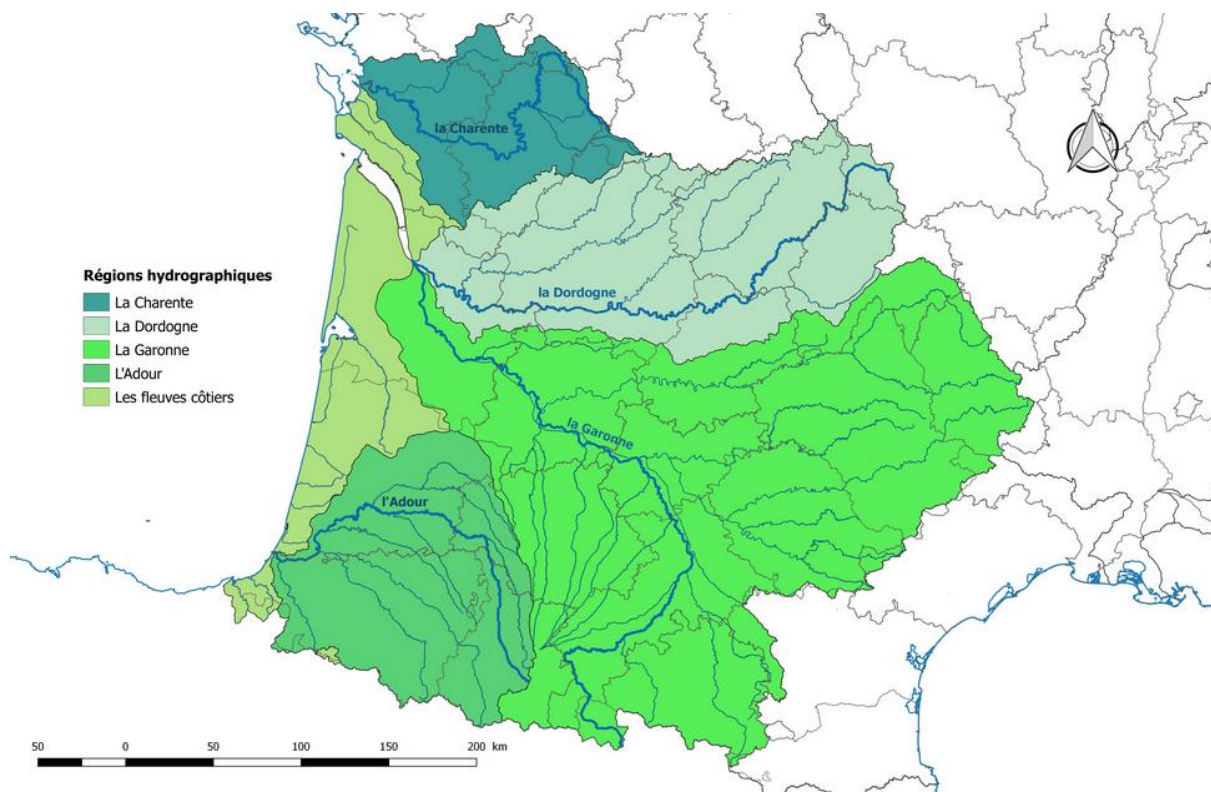 la Charente
Régions hydrographiques
La Charente
La Dordogne
La Garonne
L'Adour
Les fleuves côtiers
la Dordogne
la Garonne
l'Adour
50 0 50 100 150 200 km